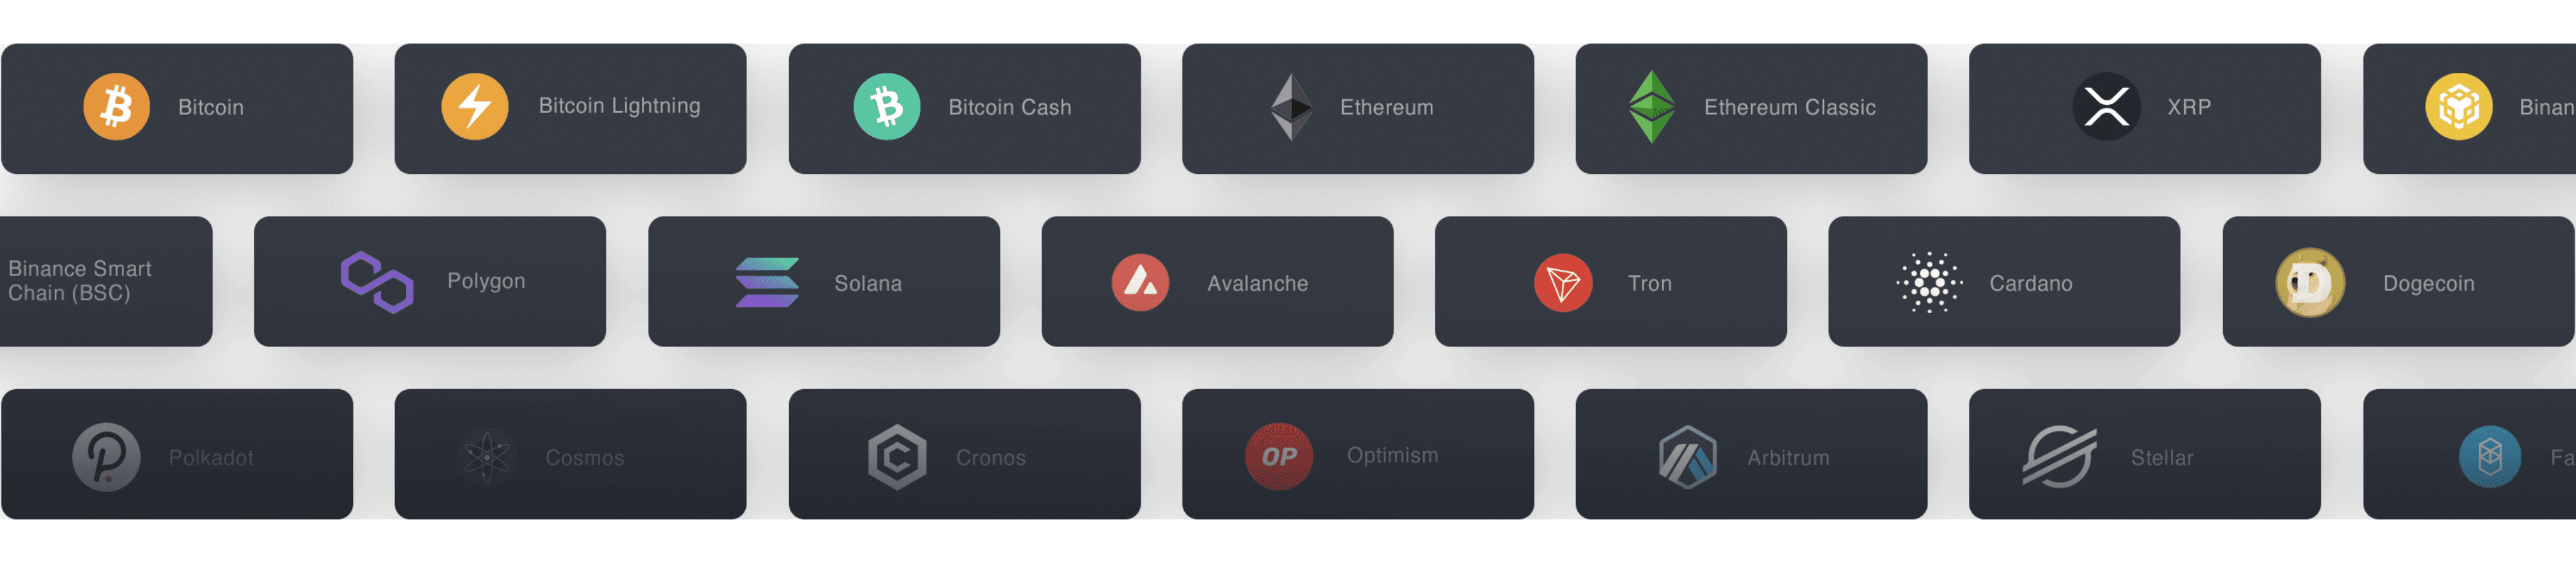 Bitcoin
Bitcoin Lightning
Bitcoin Cash
Ethereum
Ethereum Classic
XRP
Binan
Binance Smart
Chain (BSC)
Polygon
Solana
Avalanche
Tron
Cardano
D
Dogecoin
Polkadot
Cosmos
Cronos
OP
Optimism
Arbitrum
Stellar
Fa